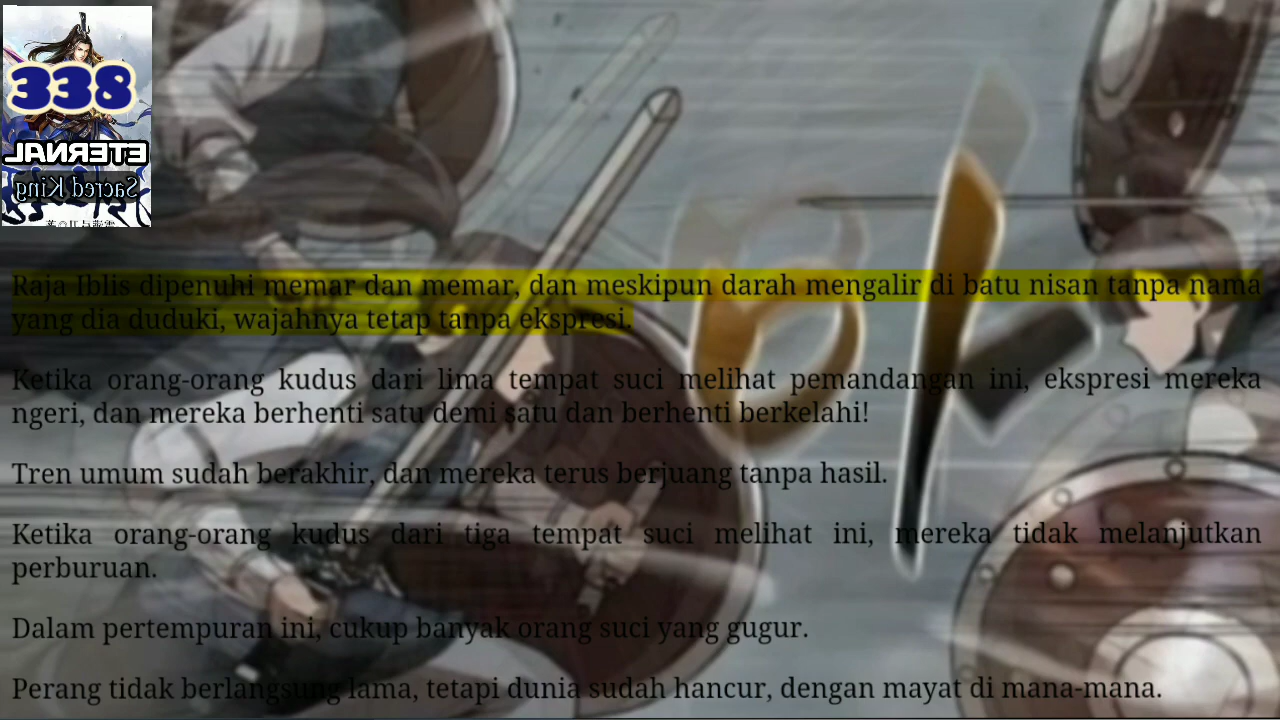 338
ETERNAL
Sacred King
Raja Iblis dipenuhi memar dan memar, dan meskipun darah mengalir di batu nisan tanpa nama
yang dia duduki, wajahnya tetap tanpa ekspresi.
Ketika orang-orang kudus dari lima tempat suci melihat pemandangan ini, ekspresi mereka
ngeri, dan mereka berhenti satu demi satu dan berhenti berkelahi!
Tren umum sudah berakhir, dan mereka terus berjuang tanpa hasil.
Ketika orang-orang kudus dari tiga tempat suci melihat ini, mereka tidak melanjutkan
perburuan.
Dalam pertempuran ini, cukup banyak orang suci yang gugur.
Perang tidak berlangsung lama, tetapi dunia sudah hancur, dengan mayat di mana-mana.